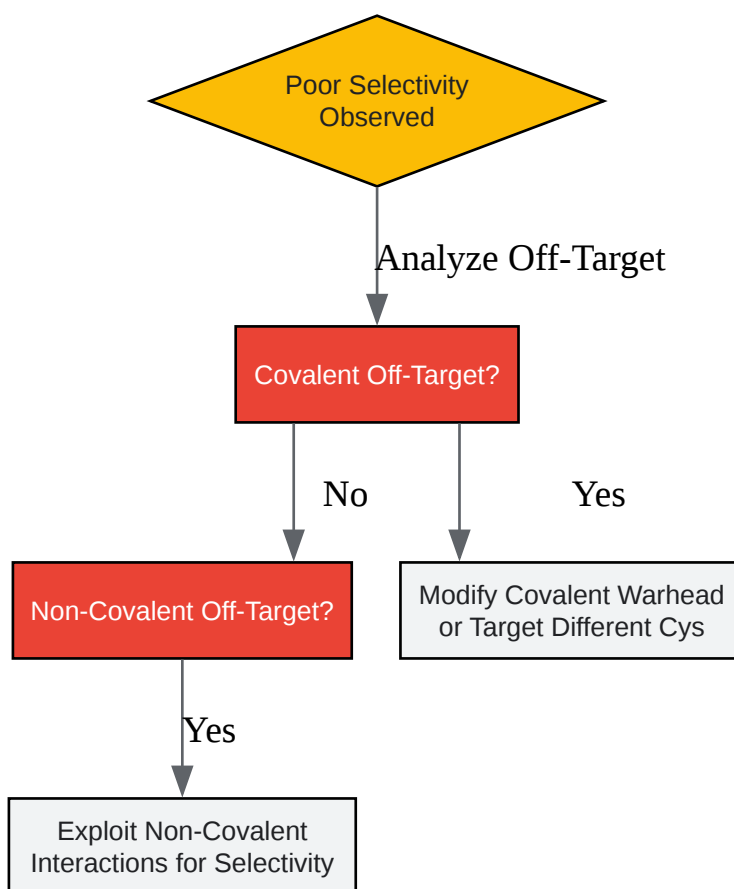 Poor Selectivity
Observed
Analyze Off-Target
Covalent Off-Target?
No
Yes
Non-Covalent Off-Target?
Modify Covalent Warhead
or Target Different Cys
Yes
Exploit Non-Covalent
Interactions for Selectivity